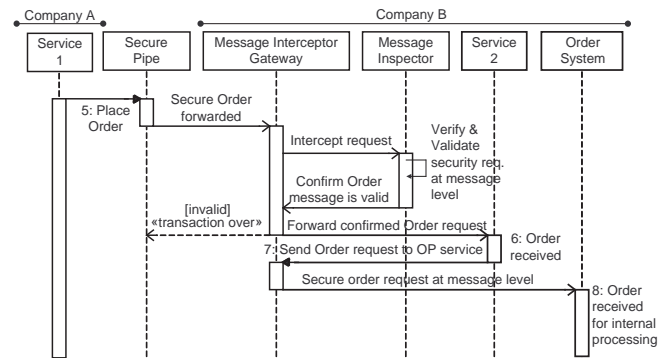 Company A
Company B
Service
1
Secure
Pipe
Message Interceptor
Gateway
Message
Inspector
Service
2
Order
System
5: Place
Order
Secure Order
forwarded
Intercept request
Verify &
Validate
security req.
at message
level
Confirm Order
message is valid
[invalid]
«transaction over»
Forward confirmed Order request
6: Order
received
7: Send Order request to OP service
Secure order request at message level
8: Order
received
for internal
processing